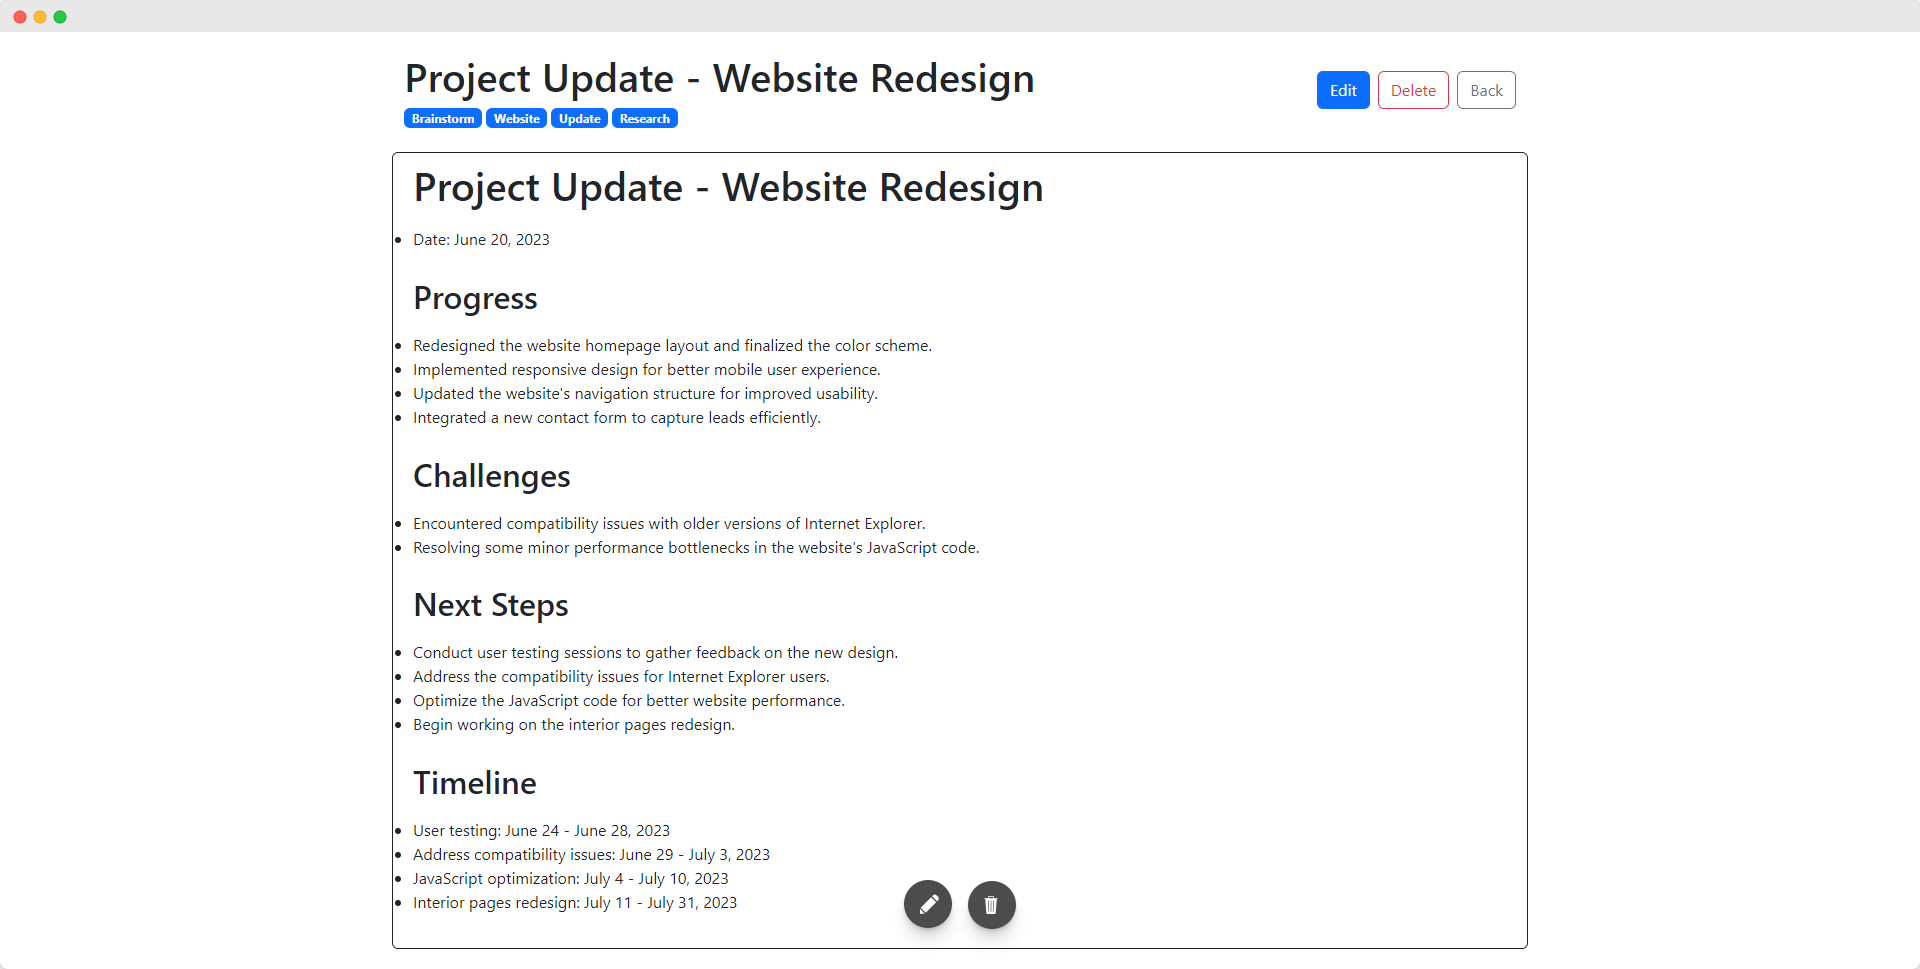 Project Update - Website Redesign
Edit Delete Back
Brainstorm Website Update Research
Project Update - Website Redesign
Date: June 20, 2023
Progress
Redesigned the website homepage layout and finalized the color scheme.
Implemented responsive design for better mobile user experience.
Updated the website's navigation structure for improved usability.
Integrated a new contact form to capture leads efficiently.
Challenges
Encountered compatibility issues with older versions of Internet Explorer.
Resolving some minor performance bottlenecks in the website's JavaScript code.
Next Steps
Conduct user testing sessions to gather feedback on the new design.
Address the compatibility issues for Internet Explorer users.
Optimize the JavaScript code for better website performance.
Begin working on the interior pages redesign.
Timeline
User testing: June 24 - June 28, 2023
Address compatibility issues: June 29 - July 3, 2023
JavaScript optimization: July 4 - July 10, 2023
Interior pages redesign: July 11 - July 31, 2023